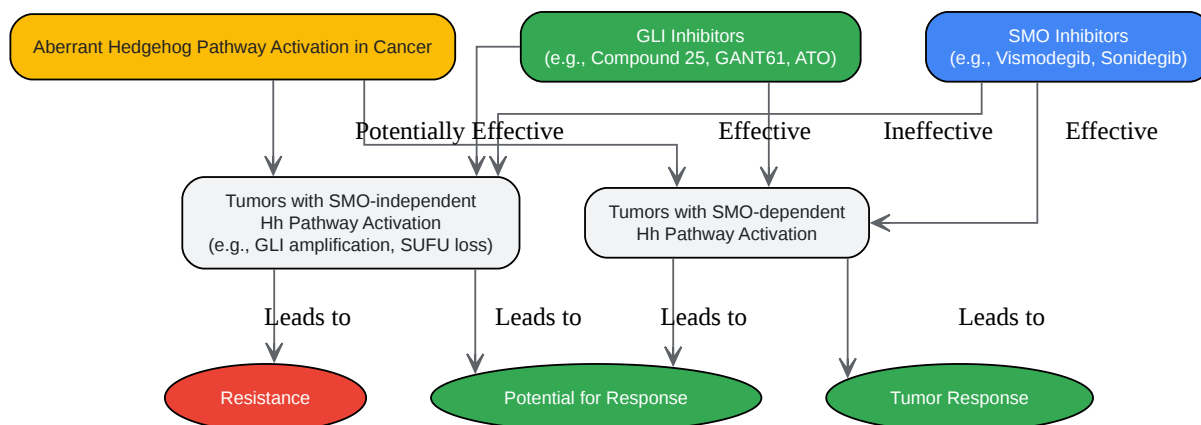 Aberrant Hedgehog Pathway Activation in Cancer
GLI Inhibitors
(e.g., Compound 25, GANT61, ATO)
SMO Inhibitors
(e.g., Vismodegib, Sonidegib)
Potentially Effective
Effective
Ineffective
Effective
Tumors with SMO-independent
Hh Pathway Activation
(e.g., GLI amplification, SUFU loss)
Tumors with SMO-dependent
Hh Pathway Activation
Leads to
Leads to
Leads to
Leads to
Resistance
Potential for Response
Tumor Response